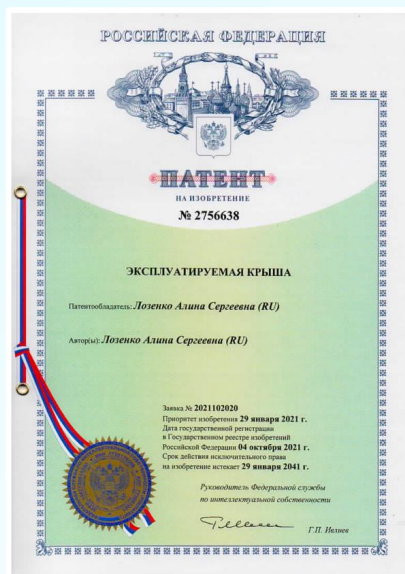 РОССИЙСКАЯ ФЕДЕРАЦИЯ
ПАТЕНТ
НА ИЗОБРЕТЕНИЕ
№ 2756638
ЭКСПЛУАТИРУЕМАЯ КРЫША
Патентообладатель: Лозенко Алина Сергеевна (RU)
Автор(ы): Лозенко Алина Сергеевна (RU)
Заявка № 2021102020
Приоритет изобретения 29 января 2021 г.
Дата государственной регистрации
в Государственном реестре изобретений
Российской Федерации 04 октября 2021 г.
Срок действия исключительного права
на изобретение истекает 29 января 2041 г.
Руководитель Федеральной службы
по интеллектуальной собственности
Г.П. Ивлиев